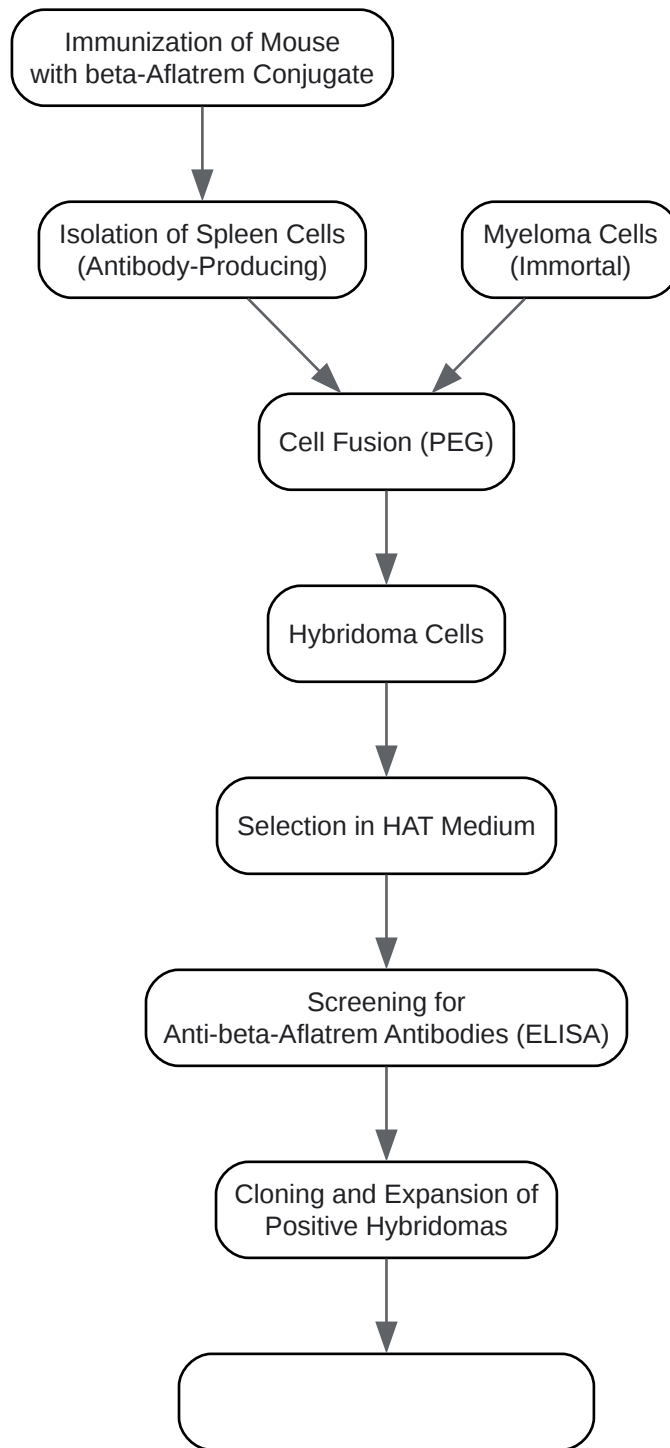 Immunization of Mouse
with beta-Aflatrem Conjugate
Isolation of Spleen Cells
(Antibody-Producing)
Myeloma Cells
(Immortal)
Cell Fusion (PEG)
Hybridoma Cells
Selection in HAT Medium
Screening for
Anti-beta-Aflatrem Antibodies (ELISA)
Cloning and Expansion of
Positive Hybridomas